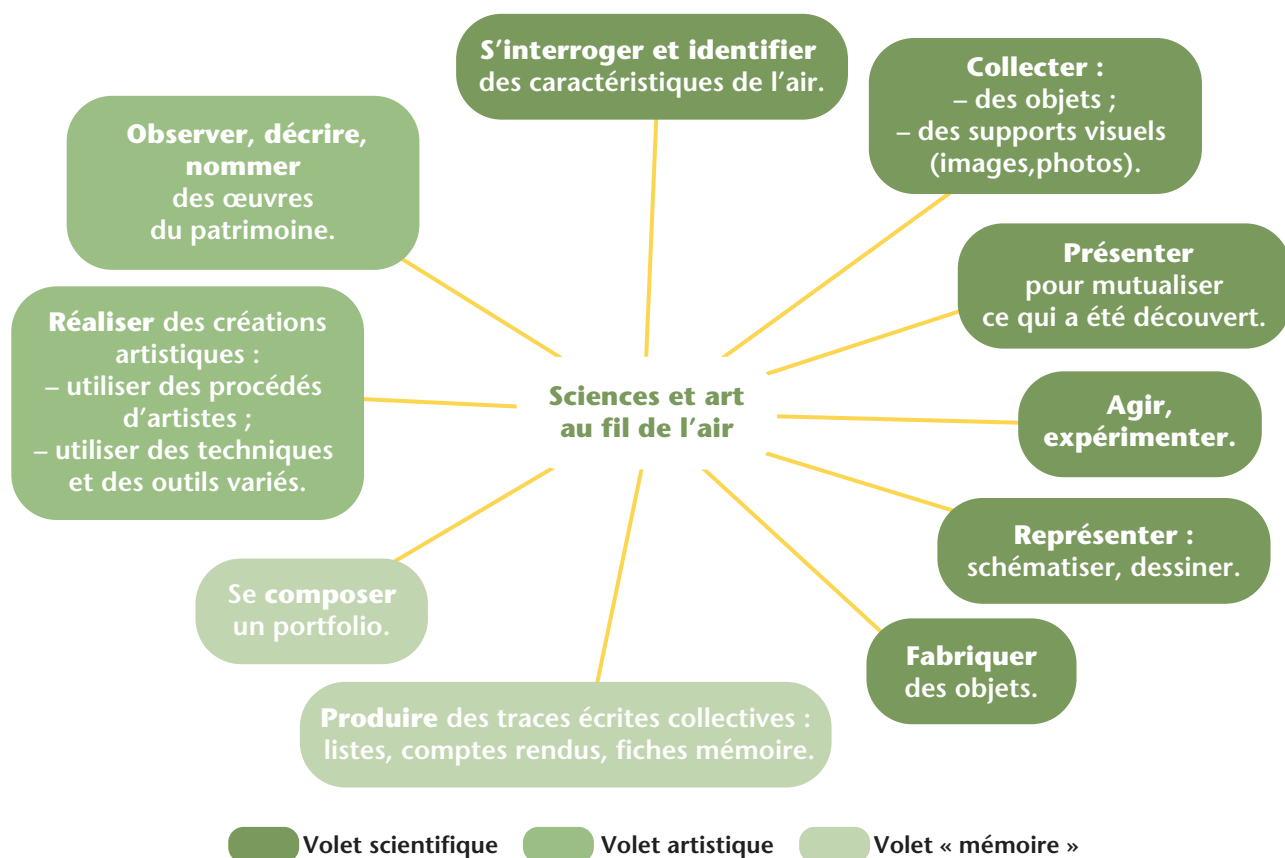 S’interroger et identifier
des caractéristiques de l’air.
Collecter :
– des objets ;
– des supports visuels
(images,photos).
Présenter
pour mutualiser
ce qui a été découvert.
Agir,
expérimenter.
Représenter :
schématiser, dessiner.
Fabriquer
des objets.
Produire des traces écrites collectives :
listes, comptes rendus, fiches mémoire.
Se composer
un portfolio.
Réaliser des créations
artistiques :
– utiliser des procédés
d’artistes ;
– utiliser des techniques
et des outils variés.
Observer, décrire,
nommer
des œuvres
du patrimoine.
Sciences et art
au fil de l’air
Volet scientifique
Volet artistique
Volet « mémoire »